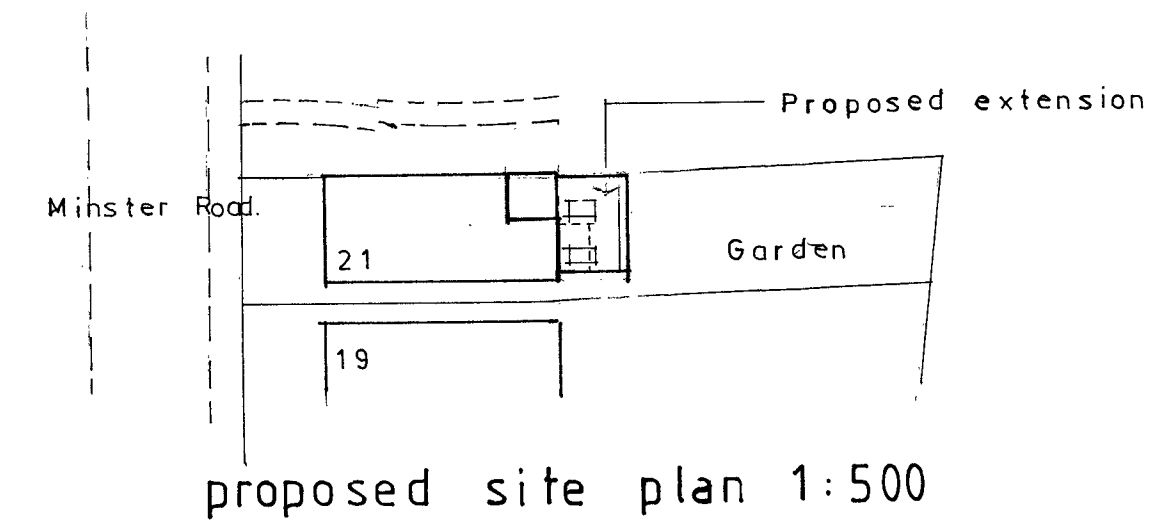 Proposed extension
Minster Road.
21
Garden
19
proposed site plan 1:500